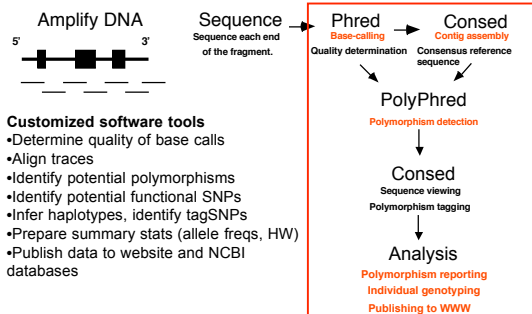 Amplify DNA
5'
3'
Sequence
Sequence each end
of the fragment.
Phred
Base-calling
Quality determination
Consed
Contig assembly
Consensus reference
sequence
PolyPhred
Polymorphism detection
Consed
Sequence viewing
Polymorphism tagging
Analysis
Polymorphism reporting
Individual genotyping
Publishing to WWW
Customized software tools
•Determine quality of base calls
•Align traces
•Identify potential polymorphisms
•Identify potential functional SNPs
•Infer haplotypes, identify tagSNPs
•Prepare summary stats (allele freqs, HW)
•Publish data to website and NCBI
databases